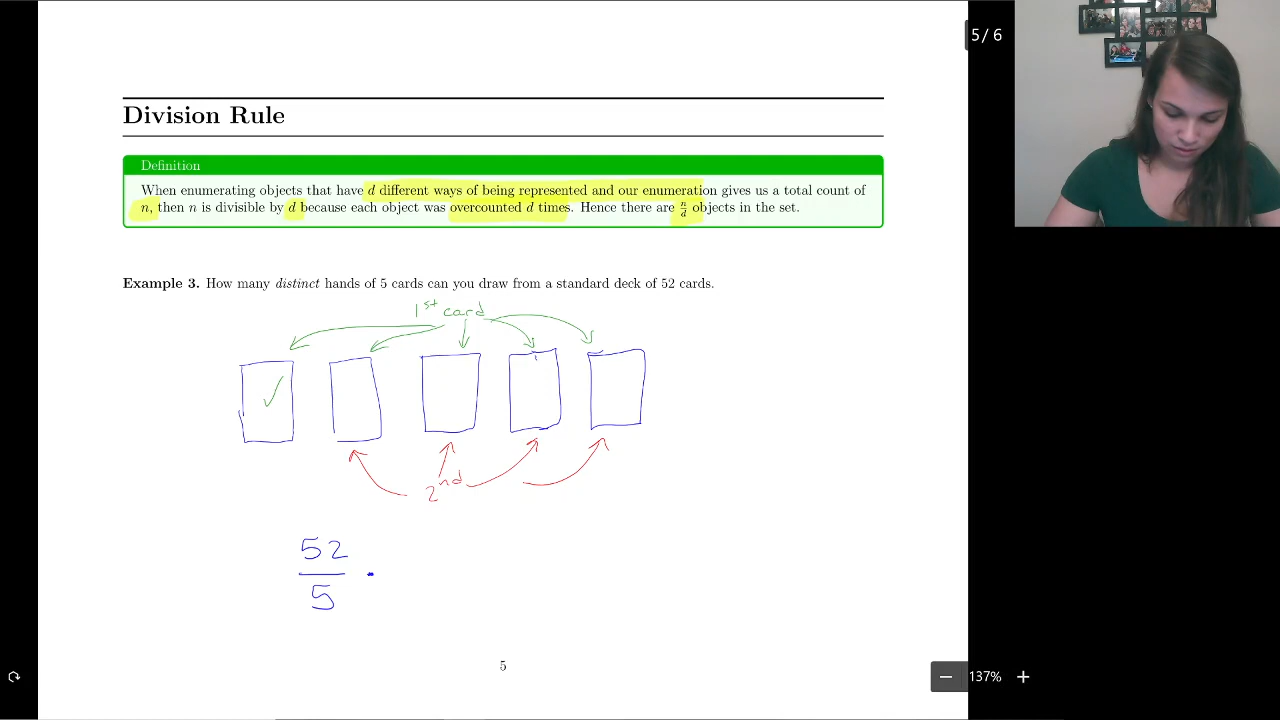 5 / 6
Division Rule
Definition
When enumerating objects that have d different ways of being represented and our enumeration gives us a total count of
n, then n is divisible by d because each object was overcounted d times. Hence there are n/d objects in the set.
Example 3. How many distinct hands of 5 cards can you draw from a standard deck of 52 cards.
1st card
2nd
52
5
·
5
137%